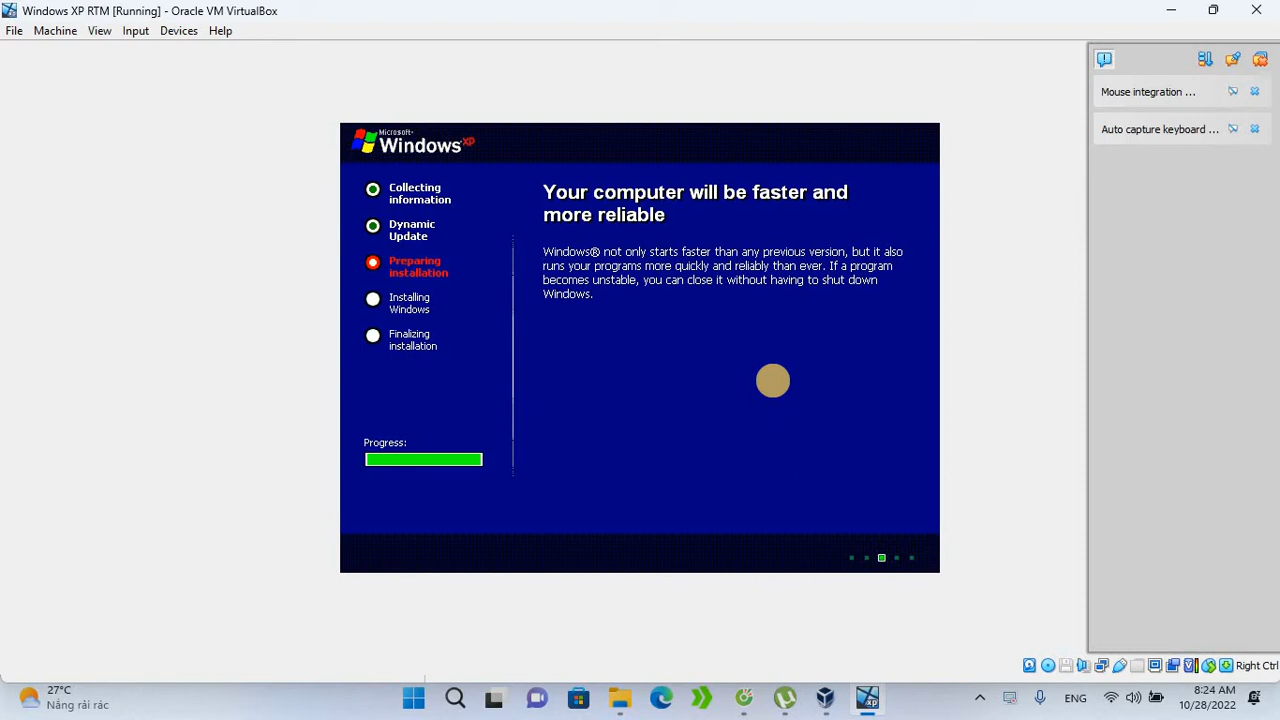 Windows XP RTM [Running] - Oracle VM VirtualBox
File Machine View Input Devices Help
Mouse integration ...
Auto capture keyboard ...
Microsoft
Windows xp
Collecting
information
Dynamic
Update
Preparing
installation
Installing
Windows
Finalizing
installation
Progress:
Your computer will be faster and
more reliable
Windows® not only starts faster than any previous version, but it also
runs your programs more quickly and reliably than ever. If a program
becomes unstable, you can close it without having to shut down
Windows.
Right Ctrl
27°C
Nắng rải rác
xp
ENG
8:24 AM
10/28/2022